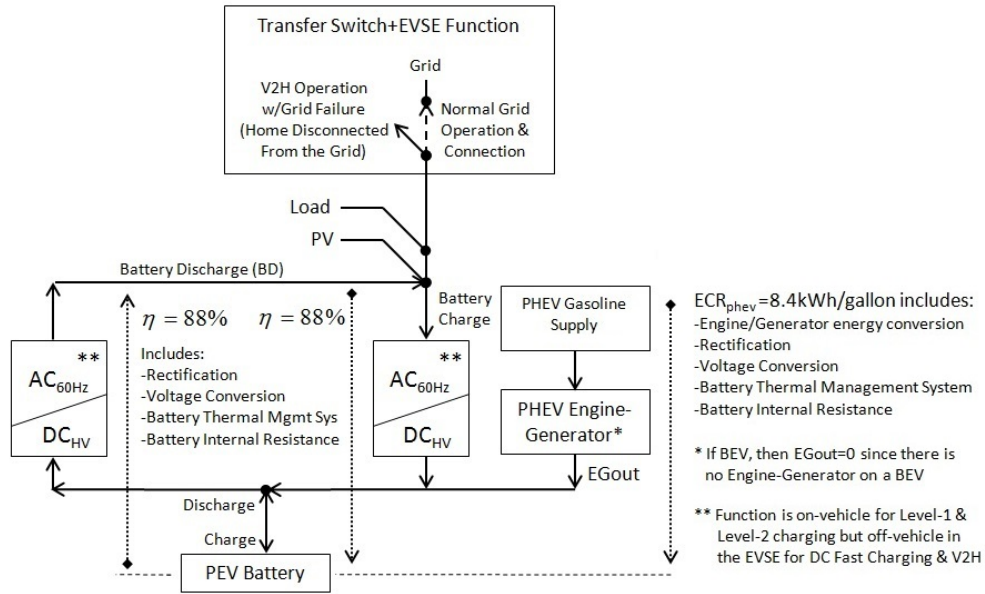 Transfer Switch+EVSE Function
Grid
V2H Operation
w/Grid Failure
(Home Disconnected
From the Grid)
Normal Grid
Operation &
Connection
Load
PV
Battery Discharge (BD)
Battery
Charge
η = 88%
η = 88%
Includes:
-Rectification
-Voltage Conversion
-Battery Thermal Mgmt Sys
-Battery Internal Resistance
**
AC60Hz
DCHV
**
AC60Hz
DCHV
PHEV Gasoline
Supply
PHEV Engine-
Generator*
EGout
Discharge
Charge
PEV Battery
ECRphev=8.4kWh/gallon includes:
-Engine/Generator energy conversion
-Rectification
-Voltage Conversion
-Battery Thermal Management System
-Battery Internal Resistance
* If BEV, then EGout=0 since there is
no Engine-Generator on a BEV
** Function is on-vehicle for Level-1 &
Level-2 charging but off-vehicle in
the EVSE for DC Fast Charging & V2H